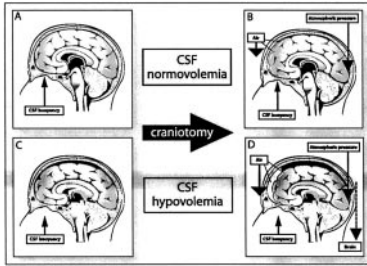 A
CSF buoyancy
CSF
normovolemia
B
Atmospheric pressure
Air
CSF buoyancy
craniotomy
C
CSF buoyancy
CSF
hypovolemia
D
Atmospheric pressure
Air
CSF buoyancy
Brain